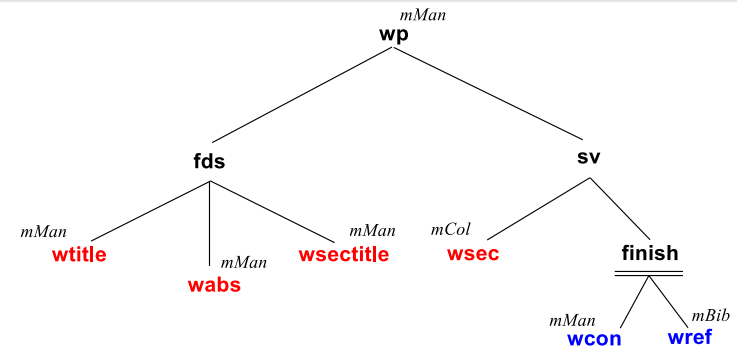 mMan
wp
fds
sv
mMan
wtitle
mMan
wabs
mMan
wsectitle
mCol
wsec
finish
mMan
wcon
mBib
wref